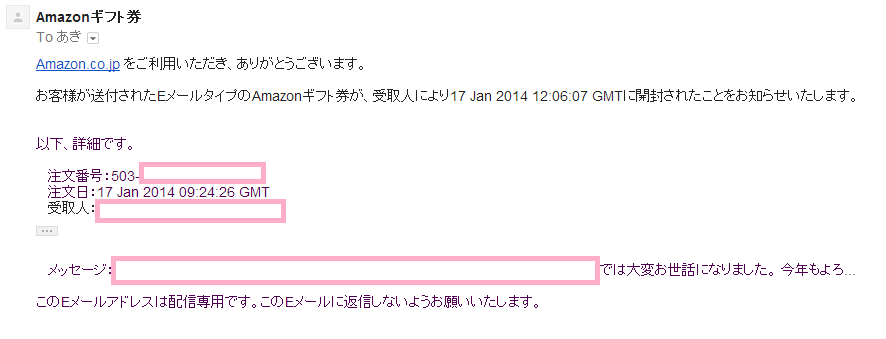 Amazonギフト券
To あき
Amazon.co.jp をご利用いただき、ありがとうございます。
お客様が送付されたEメールタイプのAmazonギフト券が、受取人により17 Jan 2014 12:06:07 GMTに開封されたことをお知らせいたします。
以下、詳細です。
注文番号：503-
注文日：17 Jan 2014 09:24:26 GMT
受取人：
メッセージ： では大変お世話になりました。今年もよろ...
このEメールアドレスは配信専用です。このEメールに返信しないようお願いいたします。